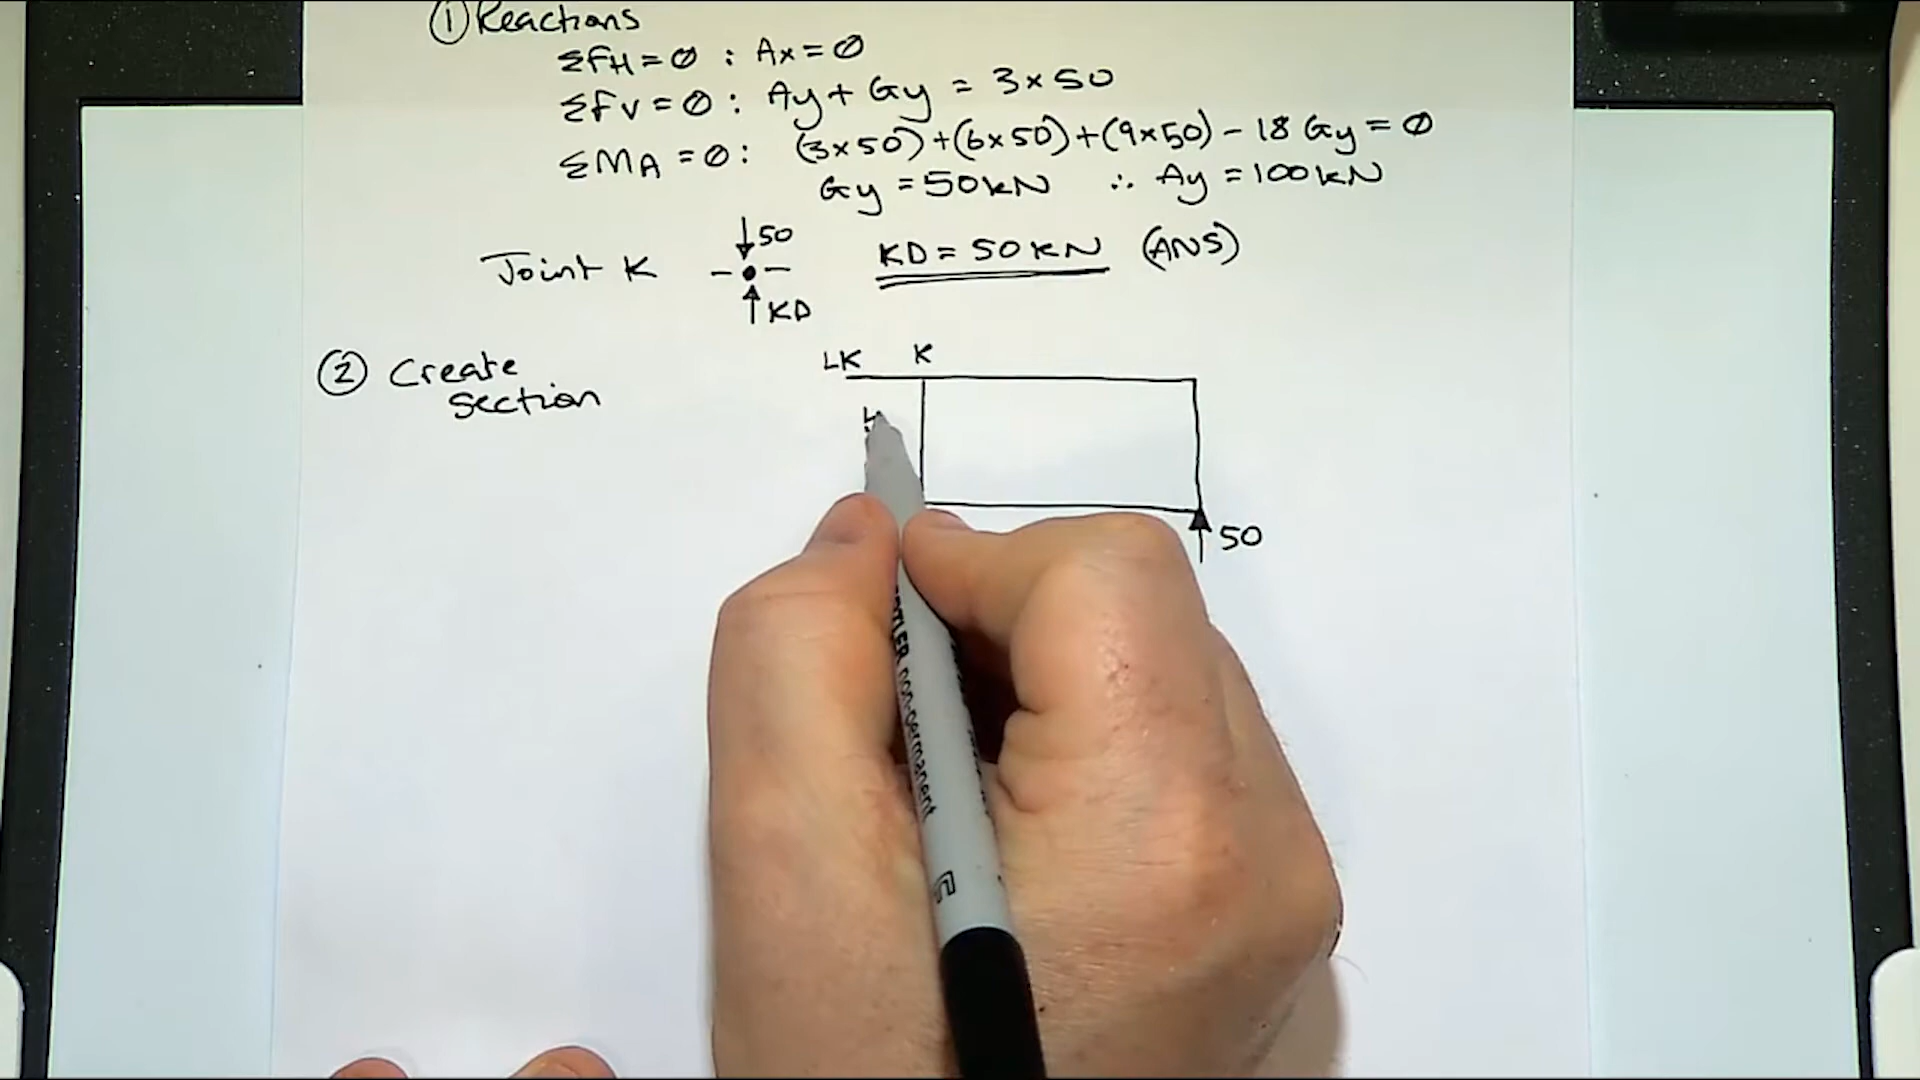 ① Reactions
ΣFH = 0 : Ax = 0
ΣFV = 0 : Ay + Gy = 3 × 50
ΣMA = 0 : (3×50) + (6×50) + (9×50) - 18 Gy = 0
Gy = 50kN ∴ Ay = 100kN
↓50
Joint K
KD = 50kN (ANS)
↑KD
② Create section
LK K
L
50
non-permanent